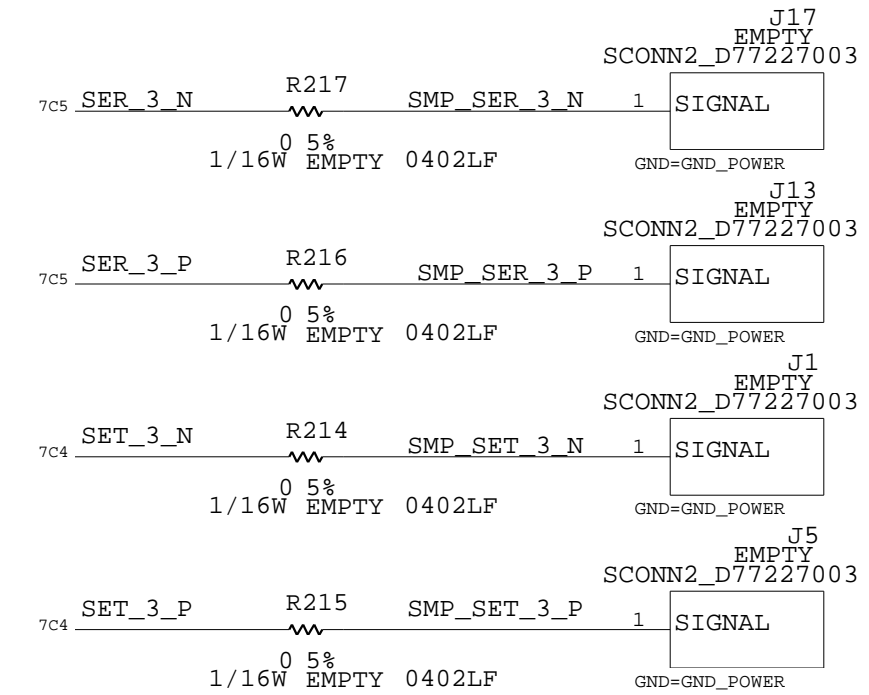 J17
EMPTY
SCONN2_D77227003
7C5 SER_3_N R217 SMP_SER_3_N 1 SIGNAL
0 5%
1/16W EMPTY 0402LF GND=GND_POWER
J13
EMPTY
SCONN2_D77227003
7C5 SER_3_P R216 SMP_SER_3_P 1 SIGNAL
0 5%
1/16W EMPTY 0402LF GND=GND_POWER
J1
EMPTY
SCONN2_D77227003
7C4 SET_3_N R214 SMP_SET_3_N 1 SIGNAL
0 5%
1/16W EMPTY 0402LF GND=GND_POWER
J5
EMPTY
SCONN2_D77227003
7C4 SET_3_P R215 SMP_SET_3_P 1 SIGNAL
0 5%
1/16W EMPTY 0402LF GND=GND_POWER